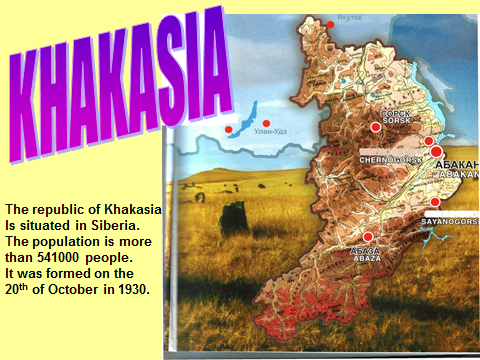 KHAKASIA
The republic of Khakasia
Is situated in Siberia.
The population is more
than 541000 people.
It was formed on the
20th of October in 1930.
Якутск
Улан-Удэ
СОРСК
SORSK
CHERNOGORSK
АБАКАН
ABAKAN
SAYANOGORSK
АБАЗА
ABAZA